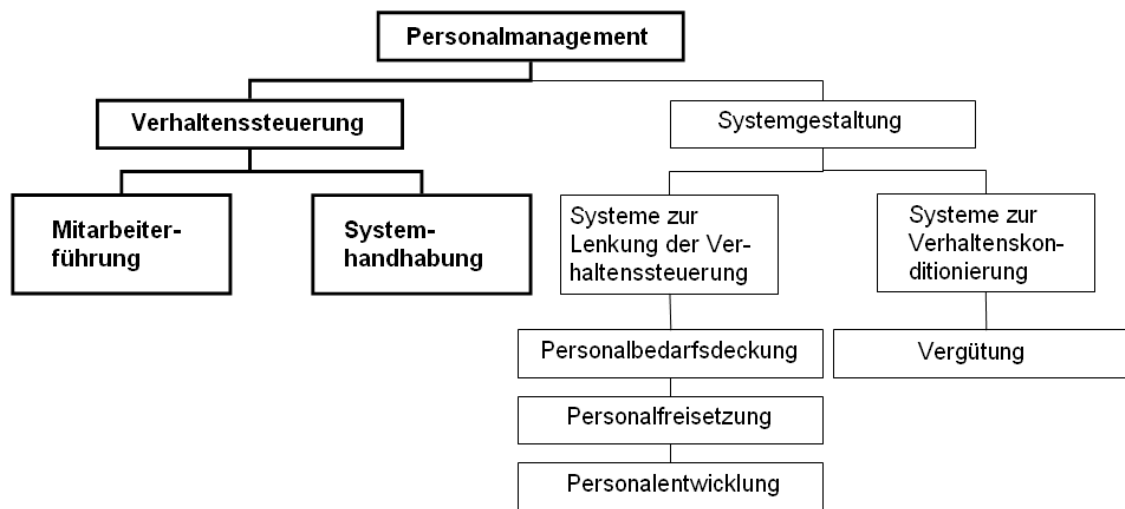 Personalmanagement
Verhaltenssteuerung
Systemgestaltung
Mitarbeiter-
führung
System-
handhabung
Systeme zur
Lenkung der Ver-
haltenssteuerung
Systeme zur
Verhaltenskon-
ditionierung
Personalbedarfsdeckung
Vergütung
Personalfreisetzung
Personalentwicklung